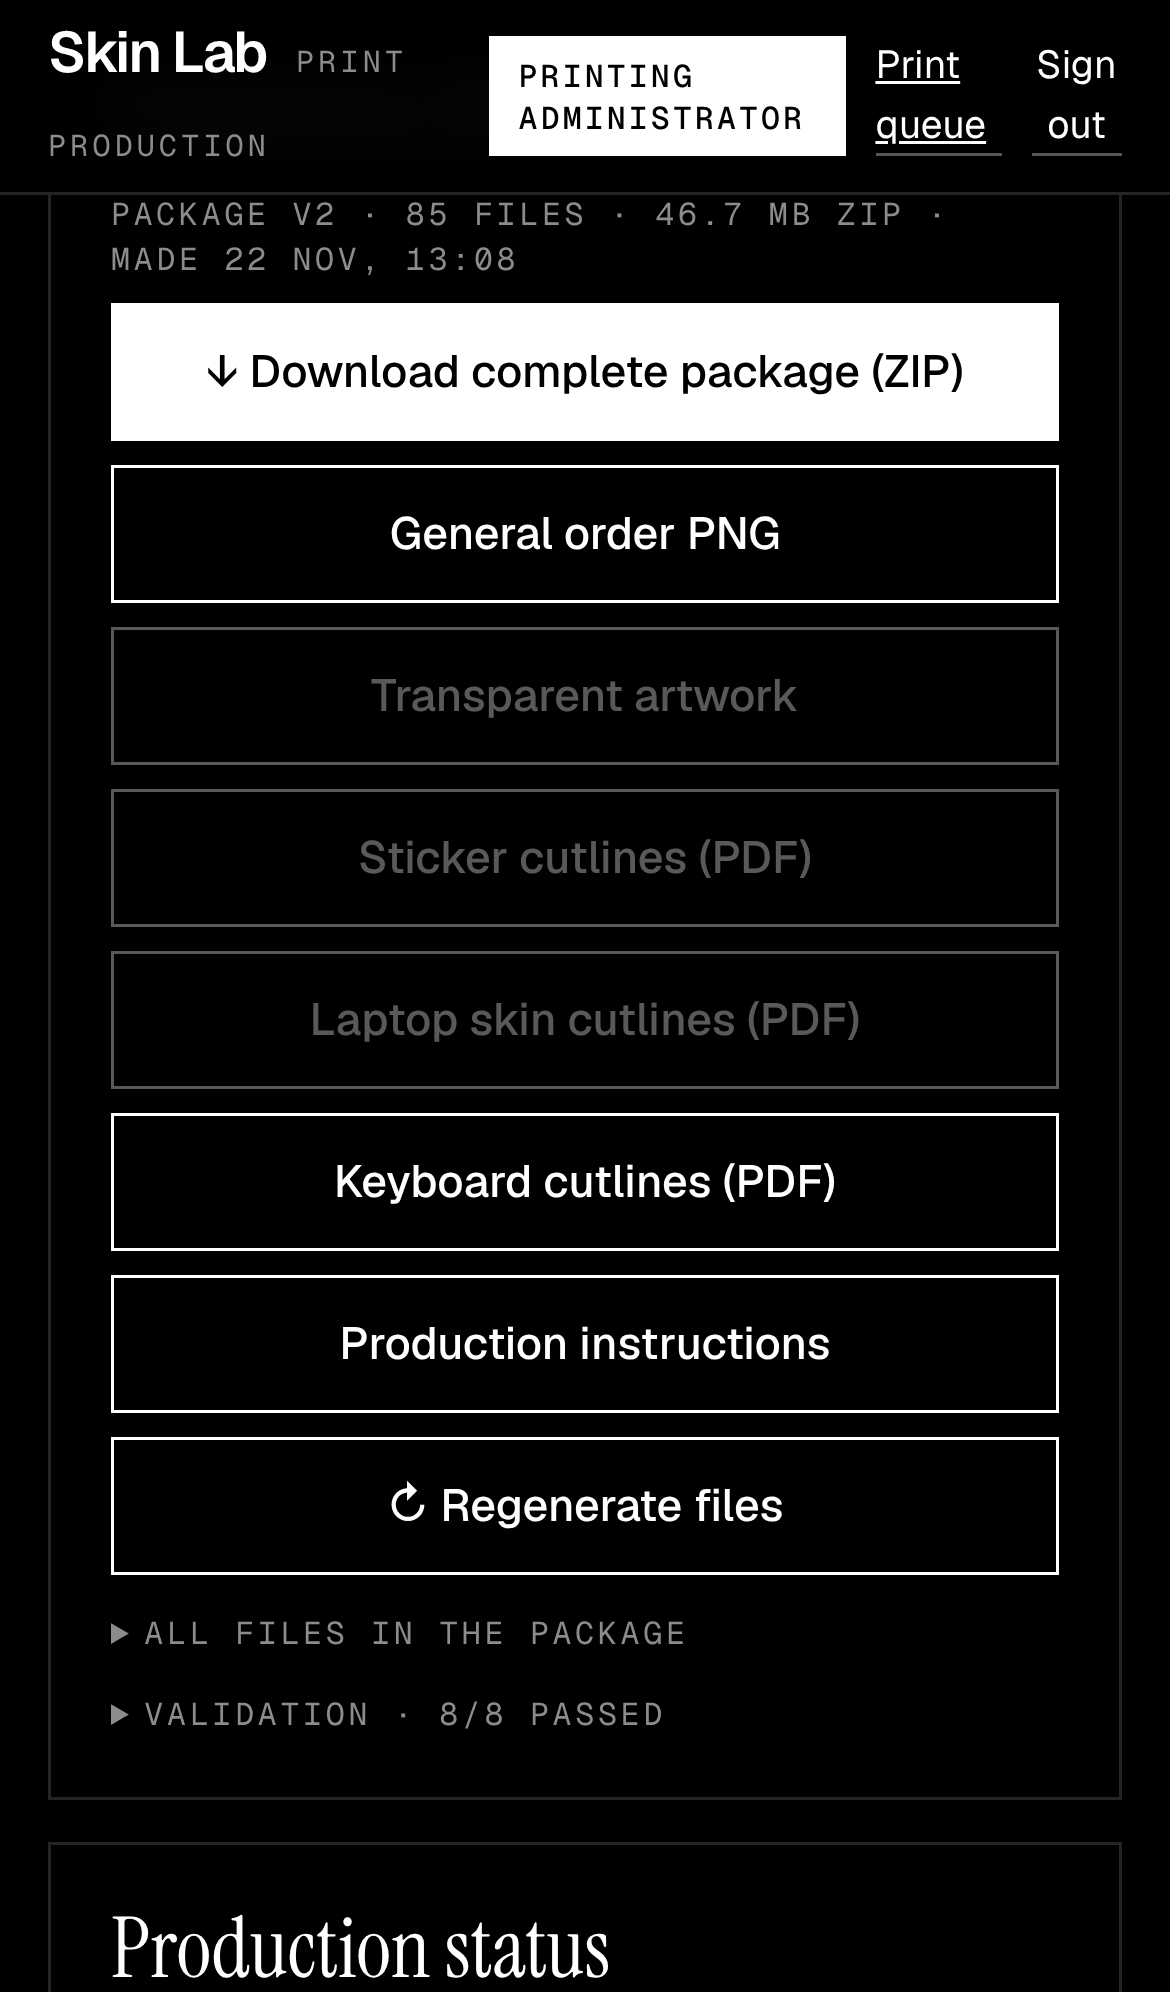 Skin Lab PRINT
PRODUCTION
PRINTING
ADMINISTRATOR
Print
queue
Sign
out
PACKAGE V2 · 85 FILES · 46.7 MB ZIP ·
MADE 22 NOV, 13:08
↓ Download complete package (ZIP)
General order PNG
Transparent artwork
Sticker cutlines (PDF)
Laptop skin cutlines (PDF)
Keyboard cutlines (PDF)
Production instructions
↻ Regenerate files
▶ ALL FILES IN THE PACKAGE
▶ VALIDATION · 8/8 PASSED
Production status